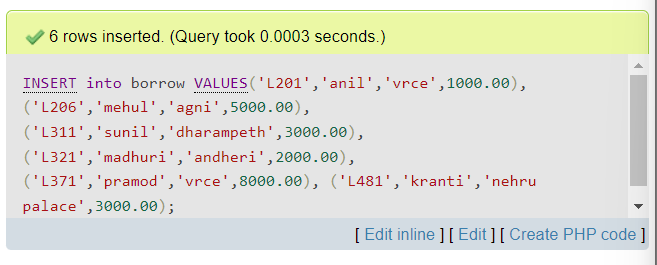 6 rows inserted. (Query took 0.0003 seconds.)
INSERT into borrow VALUES('L201','anil','vrce',1000.00),
('L206','mehul','agni',5000.00),
('L311','sunil','dharampeth',3000.00),
('L321','madhuri','andheri',2000.00),
('L371','pramod','vrce',8000.00), ('L481','kranti','nehru
palace',3000.00);
[ Edit inline ] [ Edit ] [ Create PHP code ]